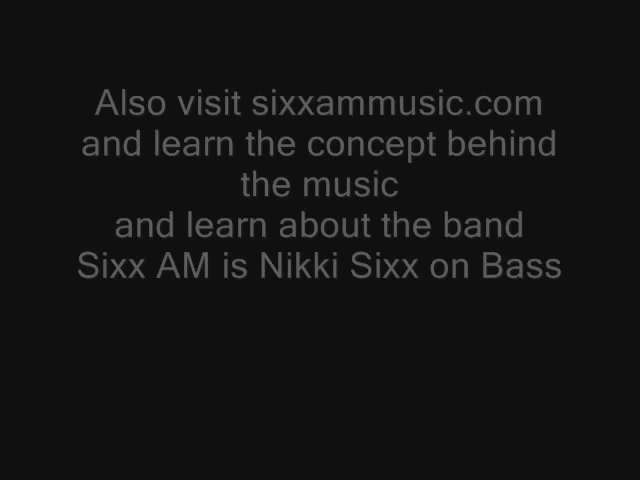 Also visit sixxammusic.com
and learn the concept behind
the music
and learn about the band
Sixx AM is Nikki Sixx on Bass